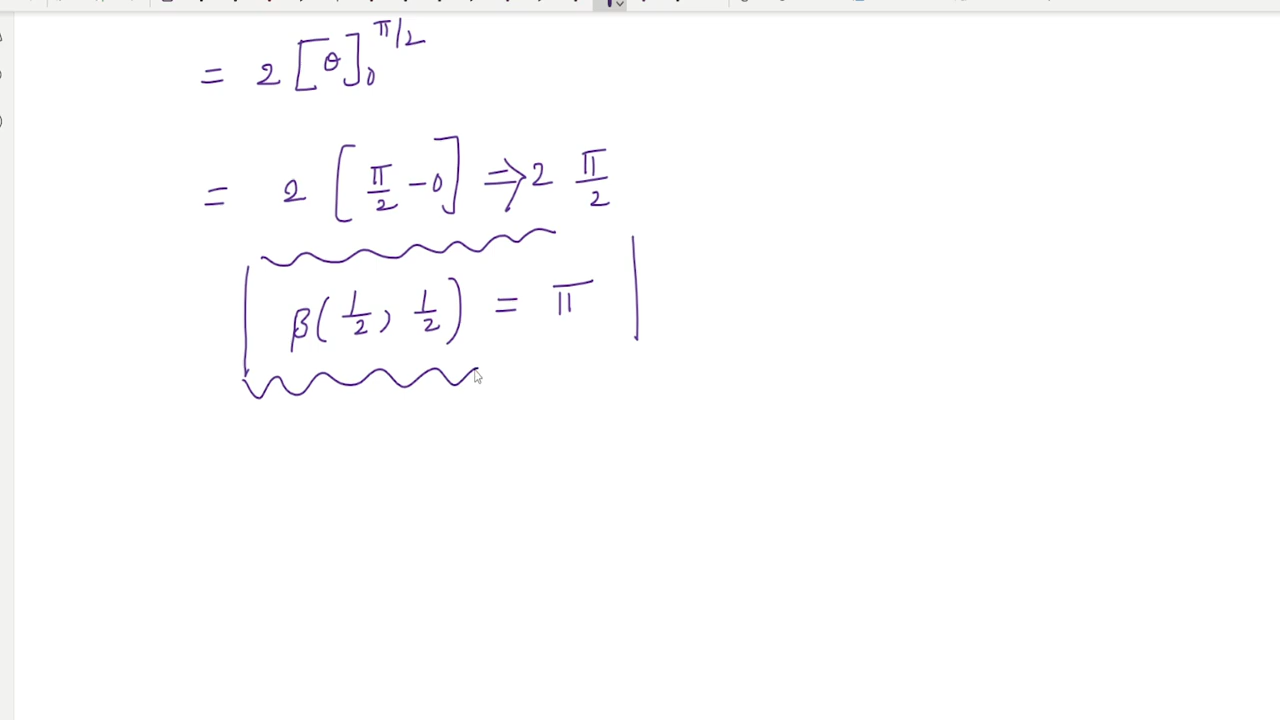 = 2 [θ]₀^π/2
= 2 [π/2 - 0] ⇒ 2 π/2
β(1/2, 1/2) = π